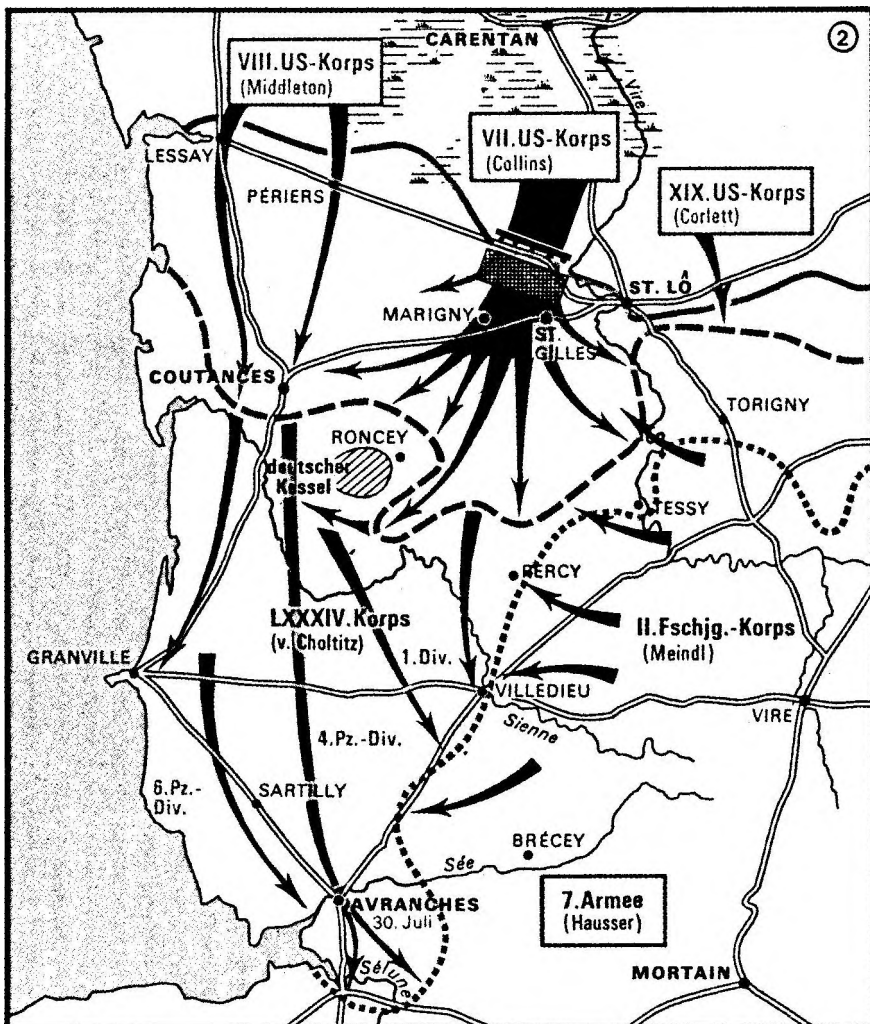 ②
CARENTAN
VIII.US-Korps
(Middleton)
Vire
VII.US-Korps
(Collins)
LESSAY
PÉRIERS
XIX.US-Korps
(Corlett)
ST. LÔ
MARIGNY
ST.
GILLES
COUTANCES
TORIGNY
RONCEY
deutscher
Kessel
TESSY
PERCY
LXXXIV.Korps
(v. Choltitz)
II.Fschjg.-Korps
(Meindl)
1.Div.
GRANVILLE
VILLEDIEU
VIRE
Sienne
4.Pz.-Div.
6.Pz.-
Div.
SARTILLY
BRÉCEY
Sée
7.Armee
(Hausser)
AVRANCHES
30. Juli
Sélune
MORTAIN